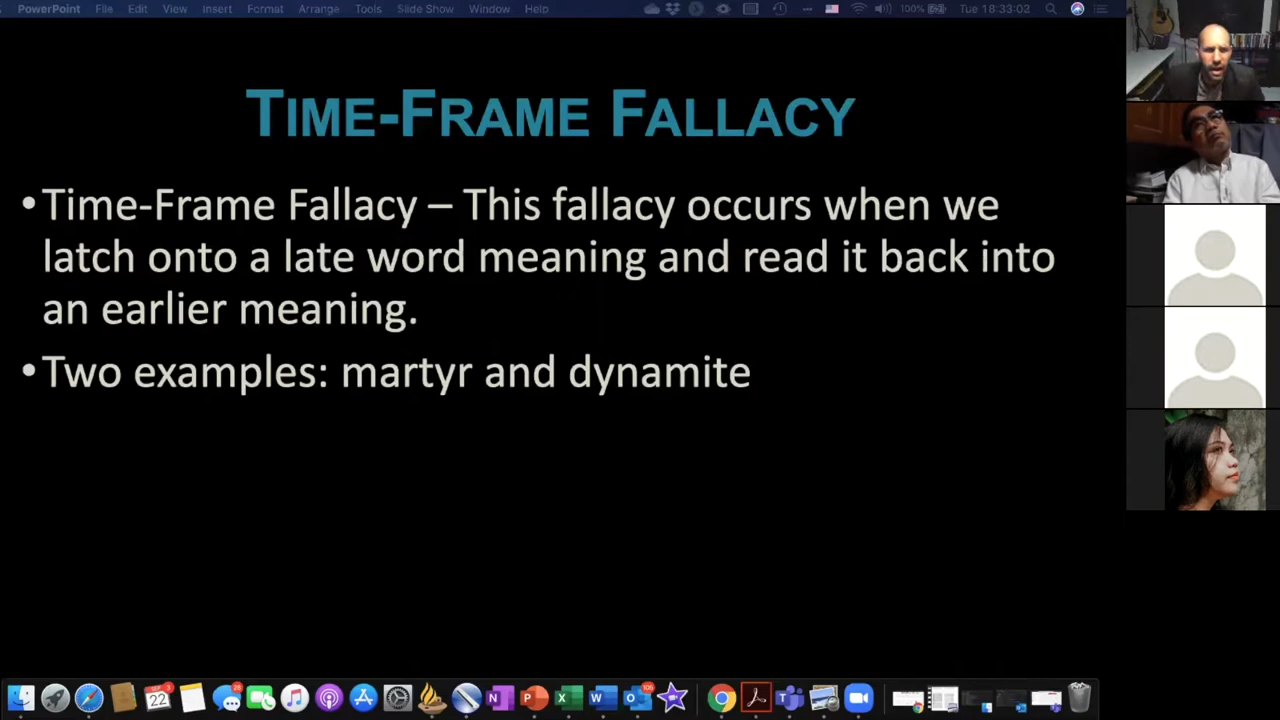 PowerPoint File Edit View Insert Format Arrange Tools Slide Show Window Help 100% Tue 18:33:02
TIME-FRAME FALLACY
•Time-Frame Fallacy – This fallacy occurs when we
latch onto a late word meaning and read it back into
an earlier meaning.
•Two examples: martyr and dynamite
22